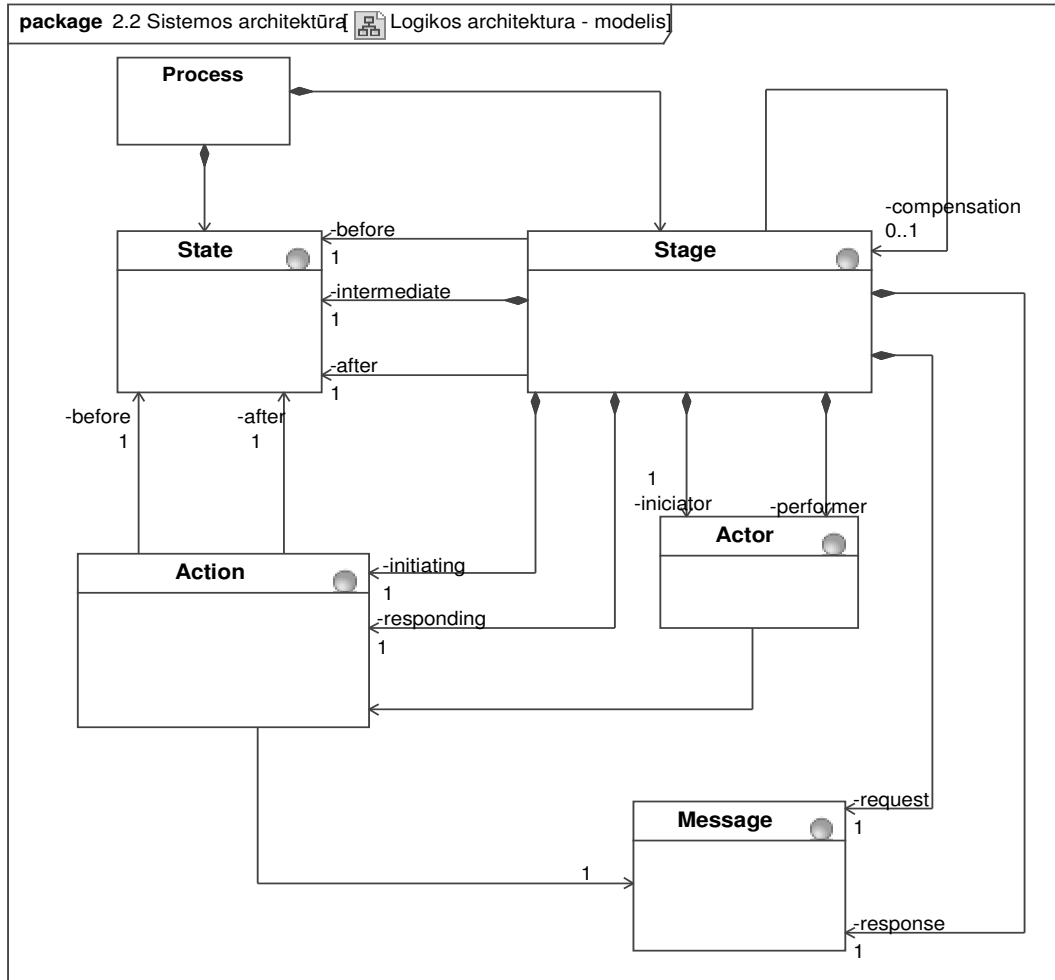 package 2.2 Sistemos architektūra[ Logikos architektura - modelis]
Process
-compensation
0..1
-before
1
State
Stage
-intermediate
1
-after
1
-before
1
-after
1
1
-iniciator
-performer
Actor
Action
-initiating
1
-responding
1
-request
1
Message
1
-response
1